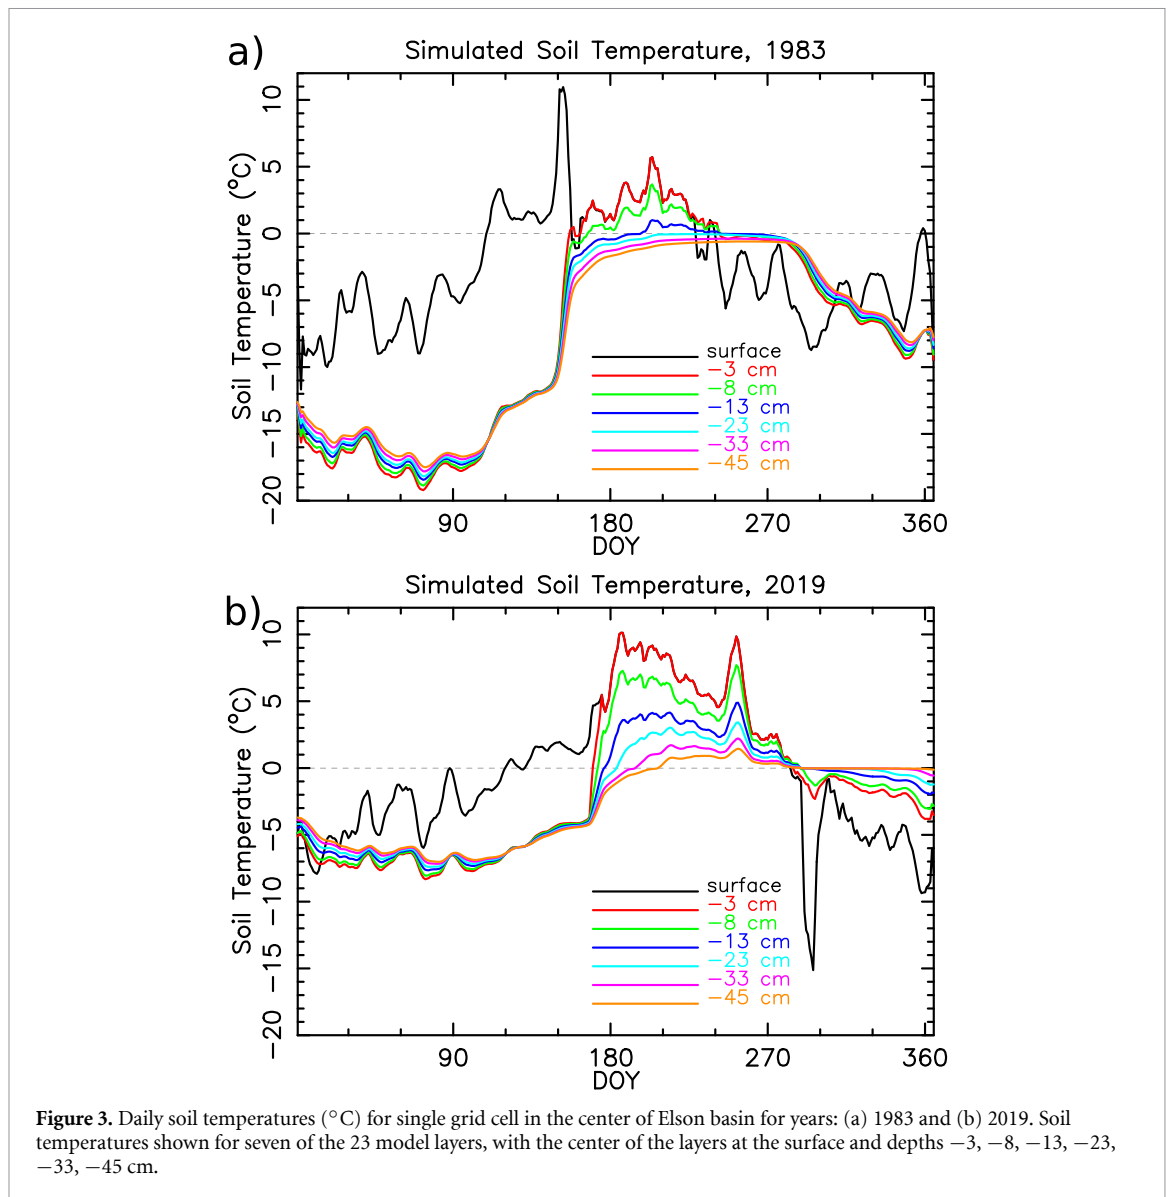 a)
Simulated Soil Temperature, 1983
Soil Temperature (°C)
10
5
0
−5
−10
−15
−20
surface
−3 cm
−8 cm
−13 cm
−23 cm
−33 cm
−45 cm
90 180 270 360
DOY
b)
Simulated Soil Temperature, 2019
Soil Temperature (°C)
10
5
0
−5
−10
−15
−20
surface
−3 cm
−8 cm
−13 cm
−23 cm
−33 cm
−45 cm
90 180 270 360
DOY
Figure 3. Daily soil temperatures (°C) for single grid cell in the center of Elson basin for years: (a) 1983 and (b) 2019. Soil
temperatures shown for seven of the 23 model layers, with the center of the layers at the surface and depths −3, −8, −13, −23,
−33, −45 cm.